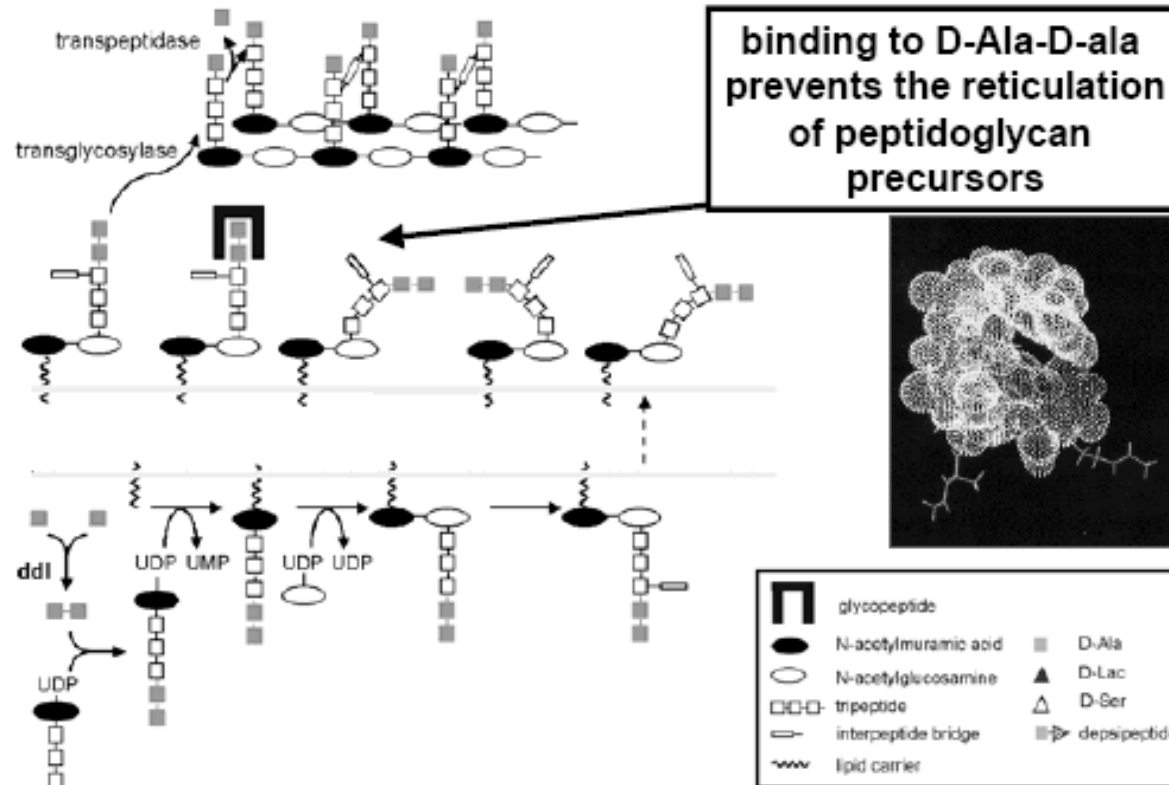 transpeptidase
transglycosylase
binding to D-Ala-D-ala
prevents the reticulation
of peptidoglycan
precursors
ddl
UDP
UDP UMP
UDP UDP
glycopeptide
N-acetylmuramic acid
N-acetylglucosamine
tripeptide
interpeptide bridge
lipid carrier
D-Ala
D-Lac
D-Ser
depsipeptide